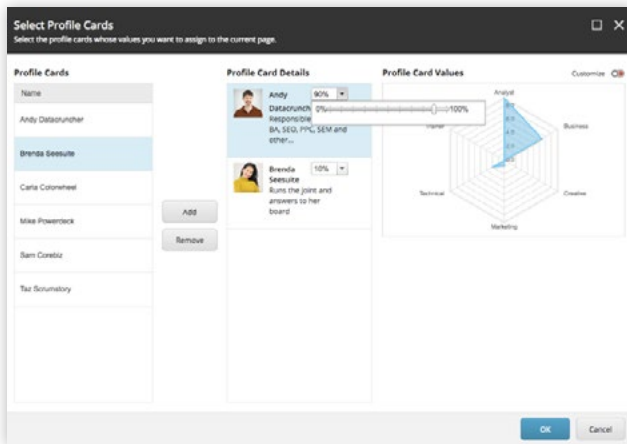 Select Profile Cards
Select the profile cards whose values you want to assign to the current page.
Profile Cards
Name
Andy Datacruncher
Brenda Seesuite
Carla Colorwheel
Mike Powerdeck
Sam Corebiz
Taz Scrumstory
Add
Remove
Profile Card Details
Andy 90%
Datacrunch
0% 100%
Responsible
BA, SEO, PPC, SEM and
other...
Brenda 10%
Seesuite
Runs the joint and
answers to her
board
Profile Card Values
Customize
Analyst
Business
Creative
Marketing
Technical
OK
Cancel